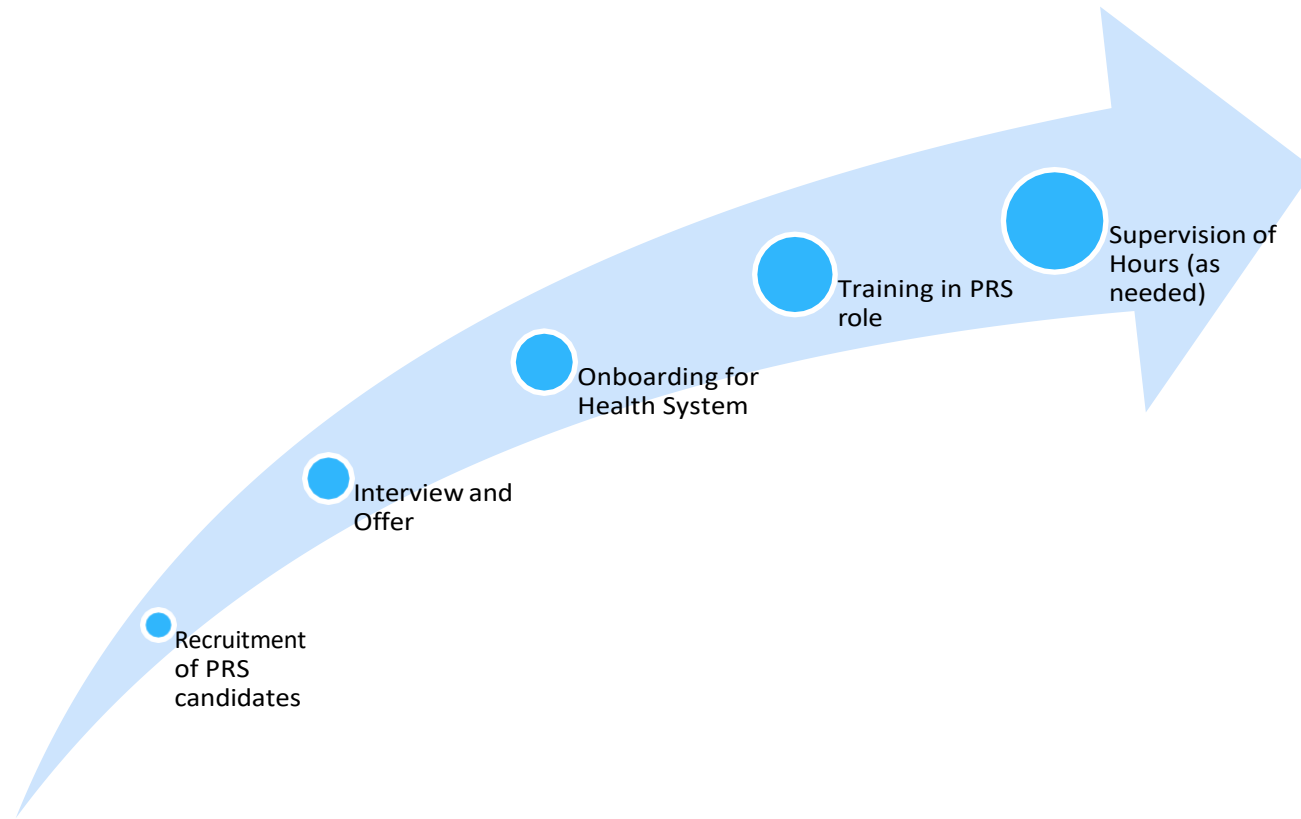 Recruitment
of PRS
candidates
Interview and
Offer
Onboarding for
Health System
Training in PRS
role
Supervision of
Hours (as
needed)